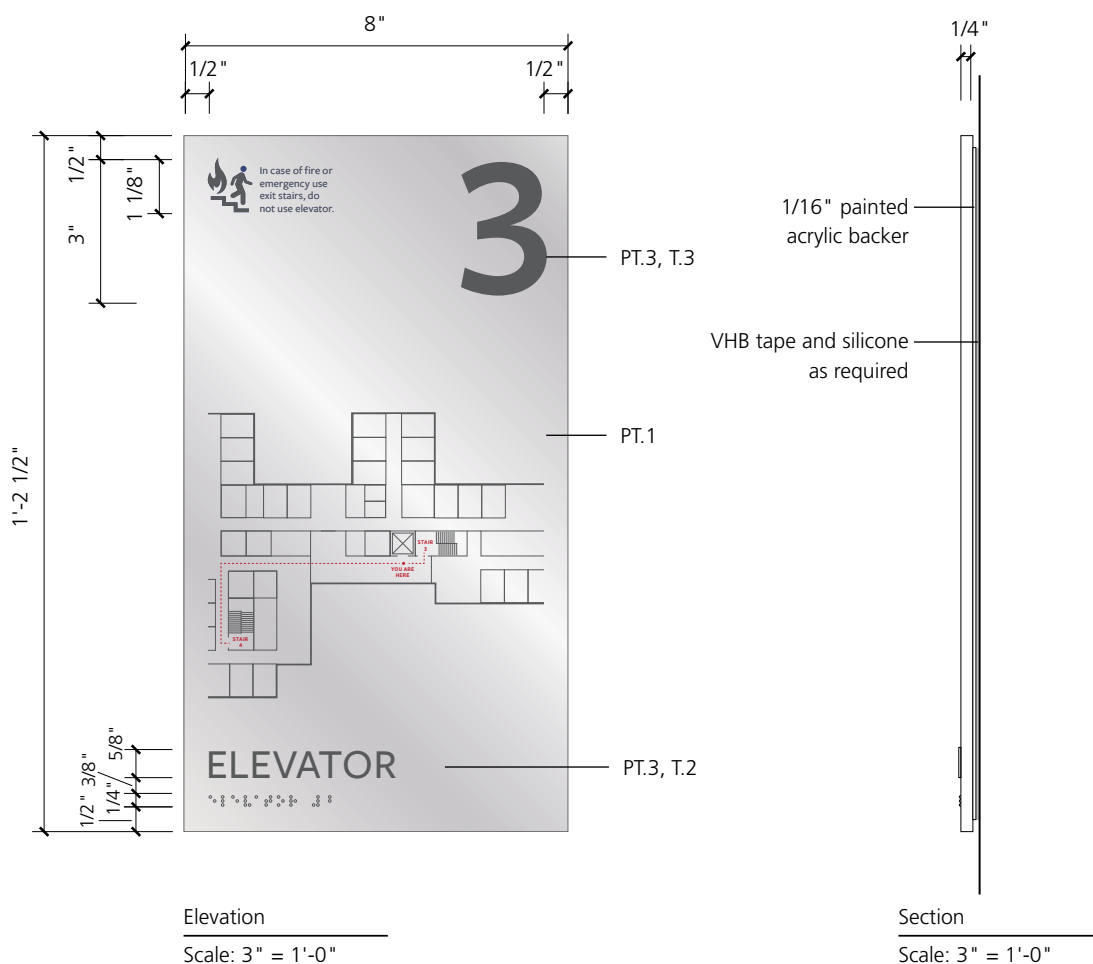 8"
1/4"
1/2"
1/2"
1/2"
1 1/8"
3"
In case of fire or
emergency use
exit stairs, do
not use elevator.
3
1/16" painted
acrylic backer
PT.3, T.3
VHB tape and silicone
as required
PT.1
1'-2 1/2"
STAIR
3
YOU ARE
HERE
STAIR
4
5/8"
3/8"
1/4"
1/2"
ELEVATOR
PT.3, T.2
Elevation
Scale: 3" = 1'-0"
Section
Scale: 3" = 1'-0"